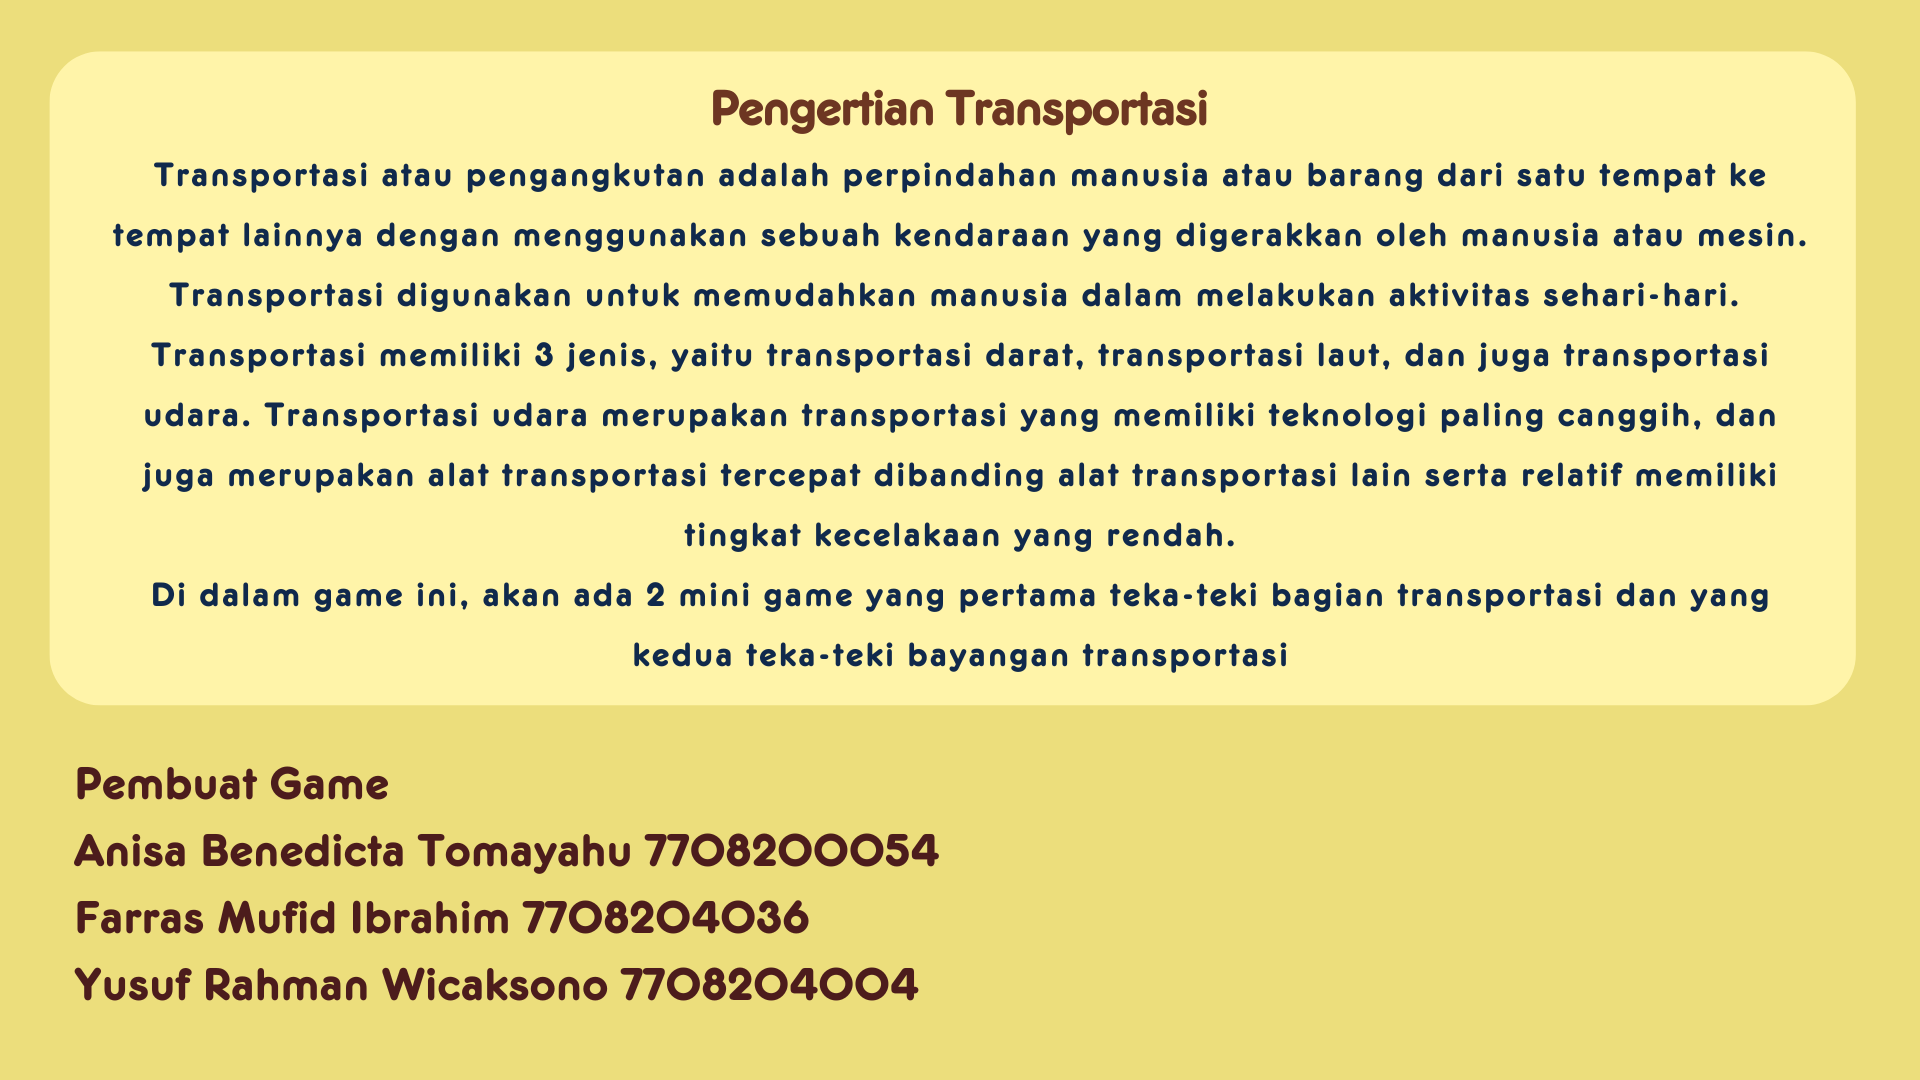 Pengertian Transportasi
Transportasi atau pengangkutan adalah perpindahan manusia atau barang dari satu tempat ke
tempat lainnya dengan menggunakan sebuah kendaraan yang digerakkan oleh manusia atau mesin.
Transportasi digunakan untuk memudahkan manusia dalam melakukan aktivitas sehari-hari.
Transportasi memiliki 3 jenis, yaitu transportasi darat, transportasi laut, dan juga transportasi
udara. Transportasi udara merupakan transportasi yang memiliki teknologi paling canggih, dan
juga merupakan alat transportasi tercepat dibanding alat transportasi lain serta relatif memiliki
tingkat kecelakaan yang rendah.
Di dalam game ini, akan ada 2 mini game yang pertama teka-teki bagian transportasi dan yang
kedua teka-teki bayangan transportasi
Pembuat Game
Anisa Benedicta Tomayahu 7708200054
Farras Mufid Ibrahim 7708204036
Yusuf Rahman Wicaksono 7708204004